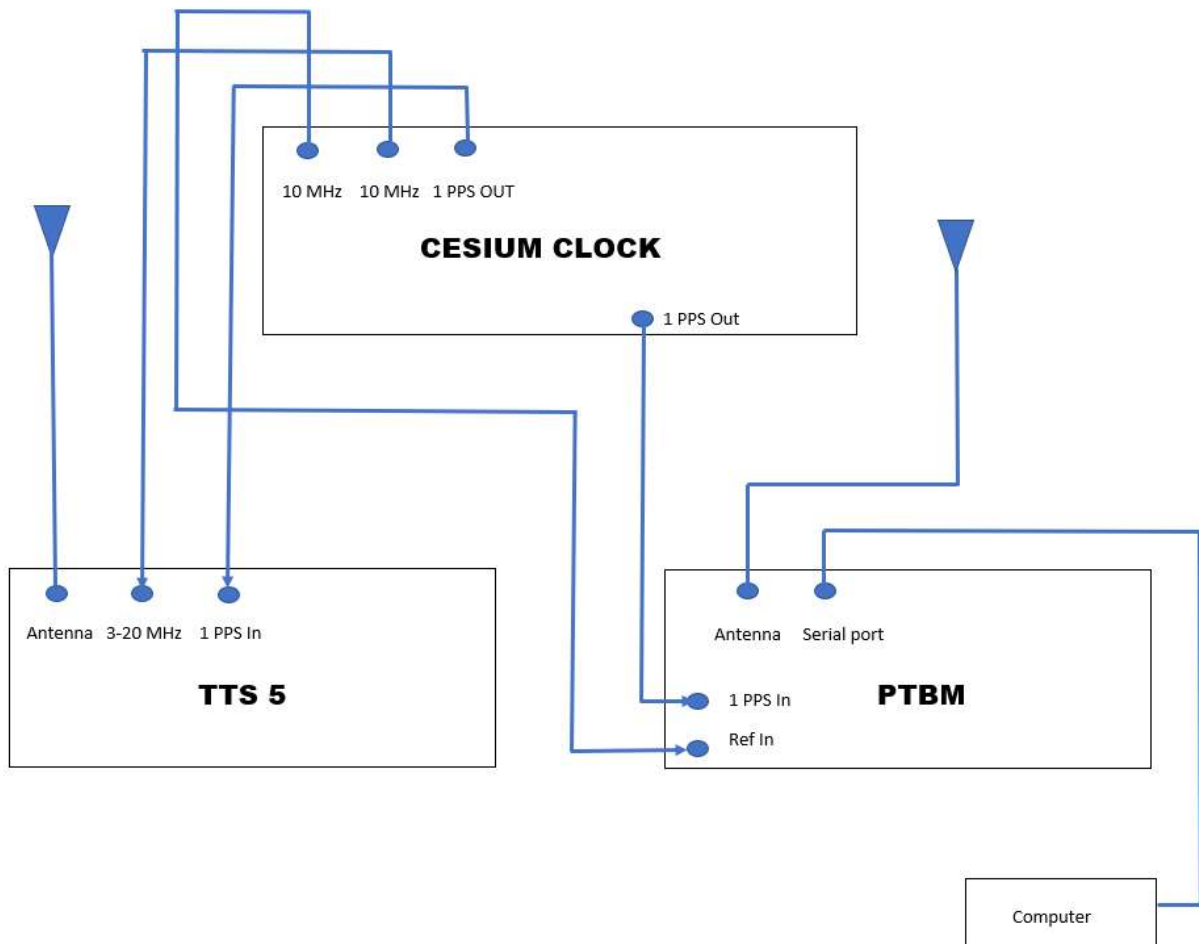 10 MHz 10 MHz 1 PPS OUT
CESIUM CLOCK
1 PPS Out
Antenna 3-20 MHz 1 PPS In
TTS 5
Antenna Serial port
1 PPS In
PTBM
Ref In
Computer